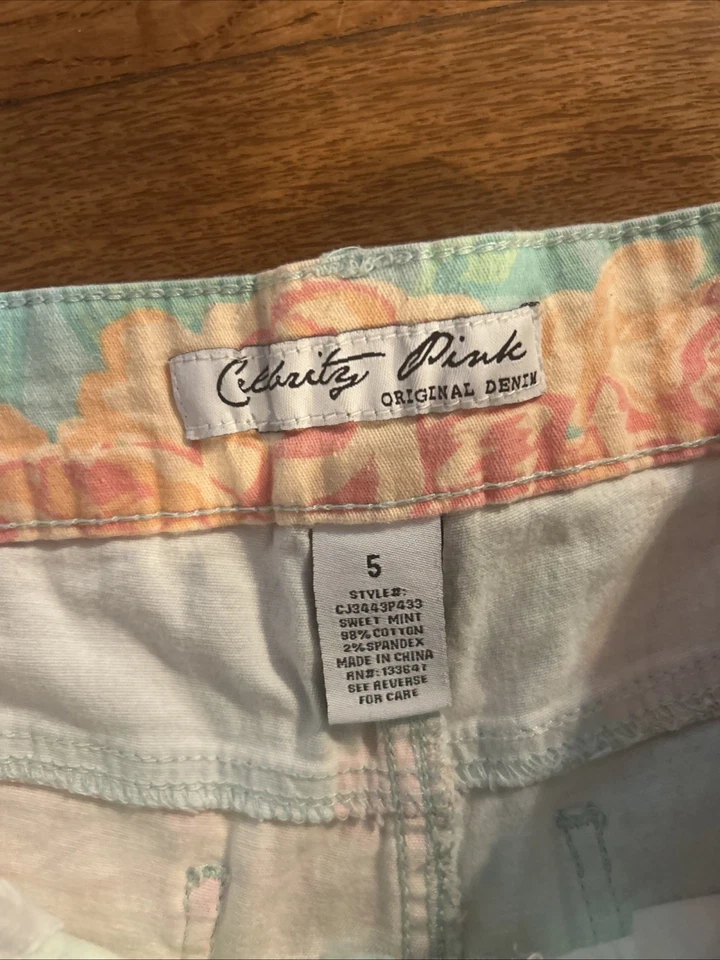 Celebrity Pink
ORIGINAL DENIM
5
STYLE#:
CJ3443P433
SWEET MINT
98%COTTON
2%SPANDEX
MADE IN CHINA
RN#:133647
SEE REVERSE
FOR CARE